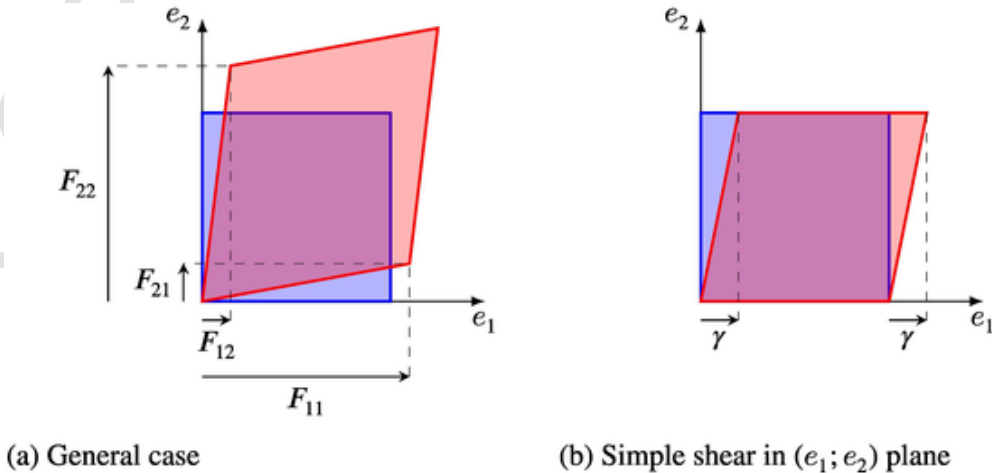 e₂
F₂₂
F₂₁
F₁₂
F₁₁
e₁
(a) General case
e₂
γ
γ
e₁
(b) Simple shear in (e₁; e₂) plane